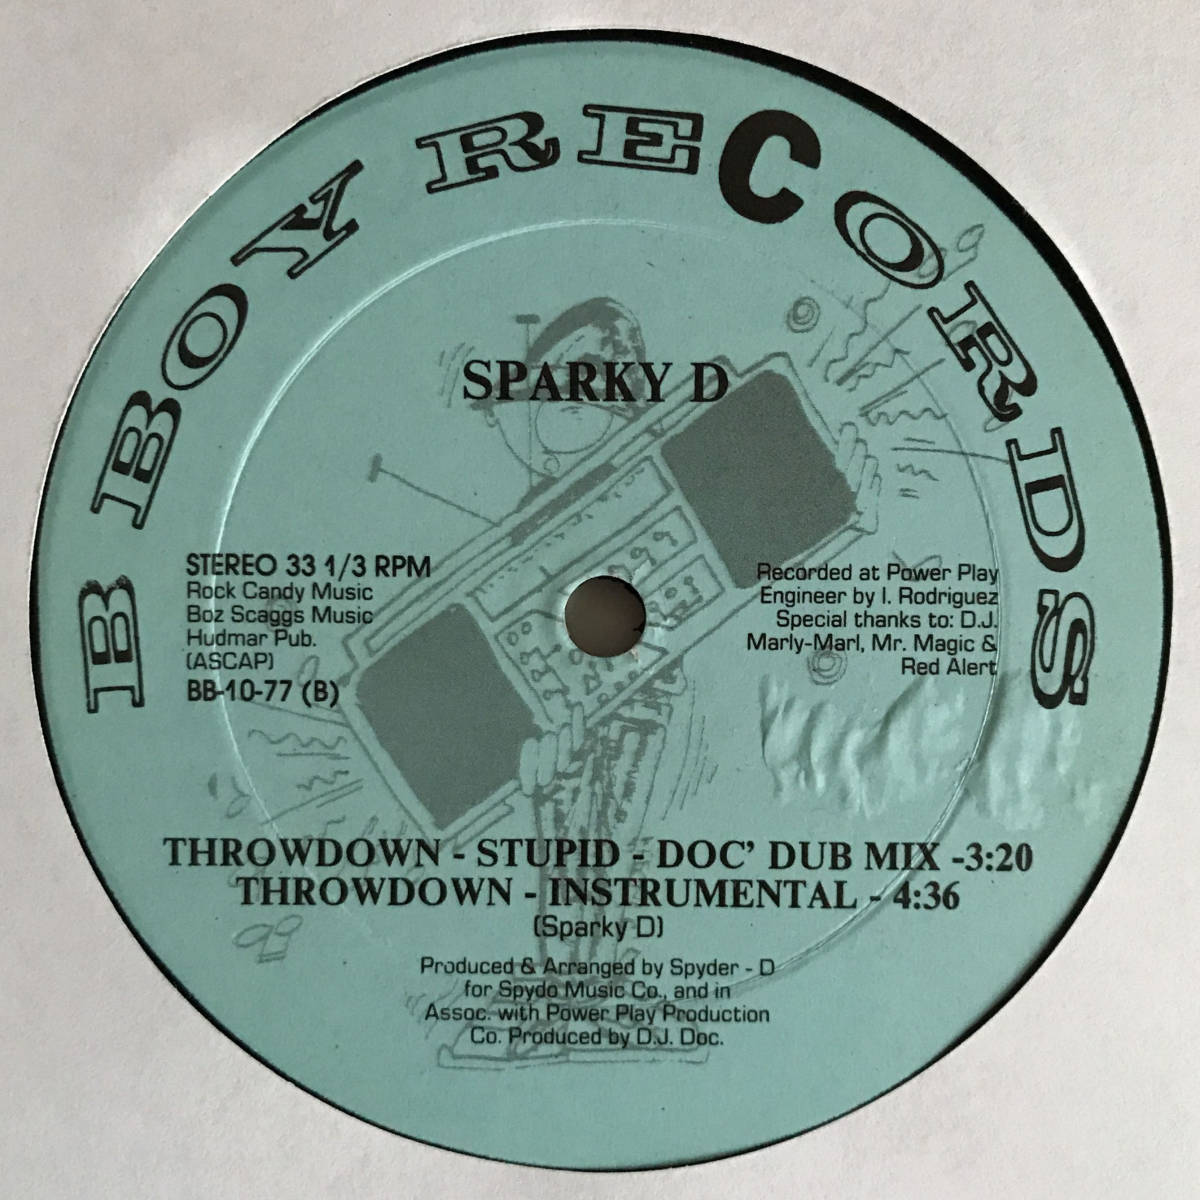 B BOY RECORDS
SPARKY D
STEREO 33 1/3 RPM
Rock Candy Music
Boz Scaggs Music
Hudmar Pub.
(ASCAP)
BB-10-77 (B)
Recorded at Power Play
Engineer by I. Rodriguez
Special thanks to: D.J.
Marly-Marl, Mr. Magic &
Red Alert
THROWDOWN - STUPID - DOC' DUB MIX -3:20
THROWDOWN - INSTRUMENTAL - 4:36
(Sparky D)
Produced & Arranged by Spyder - D
for Spydo Music Co., and in
Assoc. with Power Play Production
Co. Produced by D.J. Doc.